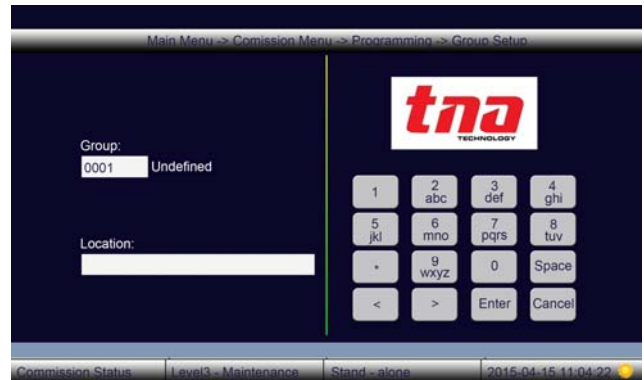 Main Menu -> Comission Menu -> Programming -> Group Setup
tna
TECHNOLOGY
Group:
0001 Undefined
Location:
1
2 abc
3 def
4 ghi
5 jkl
6 mno
7 pqrs
8 tuv
9 wxyz
0
Space
<
>
Enter
Cancel
Commission Status
Level3 - Maintenance
Stand - alone
2015-04-15 11:04:22